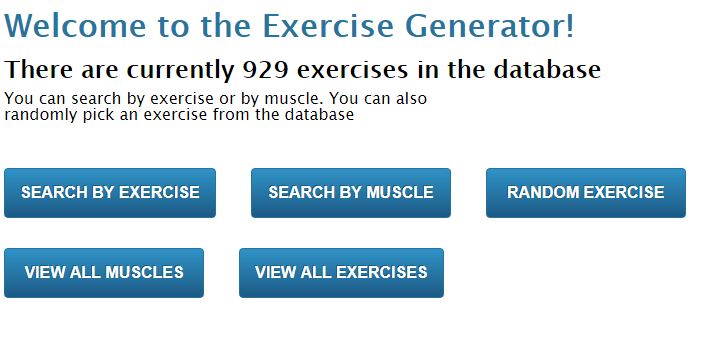 Welcome to the Exercise Generator!
There are currently 929 exercises in the database
You can search by exercise or by muscle. You can also
randomly pick an exercise from the database
SEARCH BY EXERCISE
SEARCH BY MUSCLE
RANDOM EXERCISE
VIEW ALL MUSCLES
VIEW ALL EXERCISES